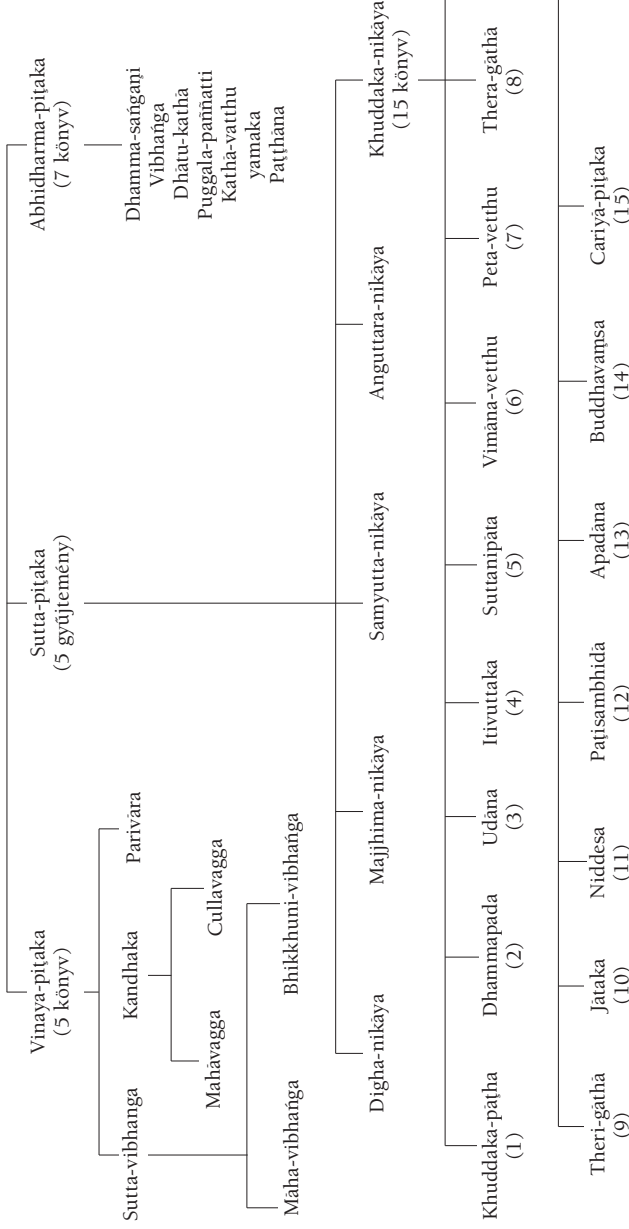 Vinaya-piṭaka
(5 könyv)
Sutta-piṭaka
(5 gyűjtemény)
Abhidharma-piṭaka
(7 könyv)
Sutta-vibhanga
Kandhaka
Parivāra
Dhamma-saṅgaṇi
Vibhaṅga
Dhātu-kathā
Puggala-paññatti
Kathā-vatthu
yamaka
Paṭṭhāna
Mahāvagga
Cullavagga
Maha-vibhaṅga
Bhikkhuni-vibhaṅga
Digha-nikāya
Majjhima-nikāya
Samyutta-nikāya
Anguttara-nikāya
Khuddaka-nikāya
(15 könyv)
Khuddaka-pāṭha
(1)
Dhammapada
(2)
Udāna
(3)
Itivuttaka
(4)
Suttanipāta
(5)
Vimāna-vetthu
(6)
Peta-vetthu
(7)
Thera-gāthā
(8)
Theri-gāthā
(9)
Jātaka
(10)
Niddesa
(11)
Paṭisambhidā
(12)
Apadāna
(13)
Buddhavaṃsa
(14)
Cariyā-piṭaka
(15)